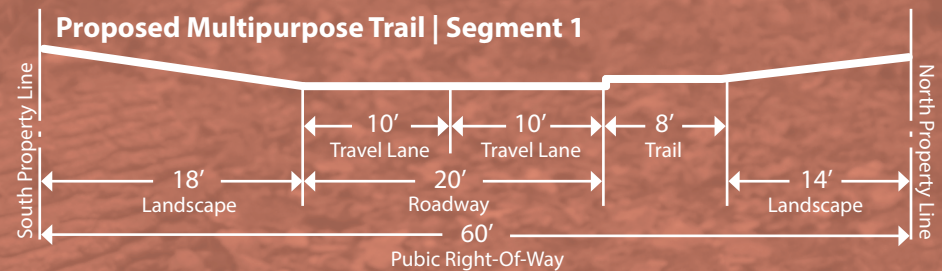 Proposed Multipurpose Trail | Segment 1
South Property Line
North Property Line
10’
Travel Lane
10’
Travel Lane
8’
Trail
18’
Landscape
20’
Roadway
14’
Landscape
60’
Pubic Right-Of-Way